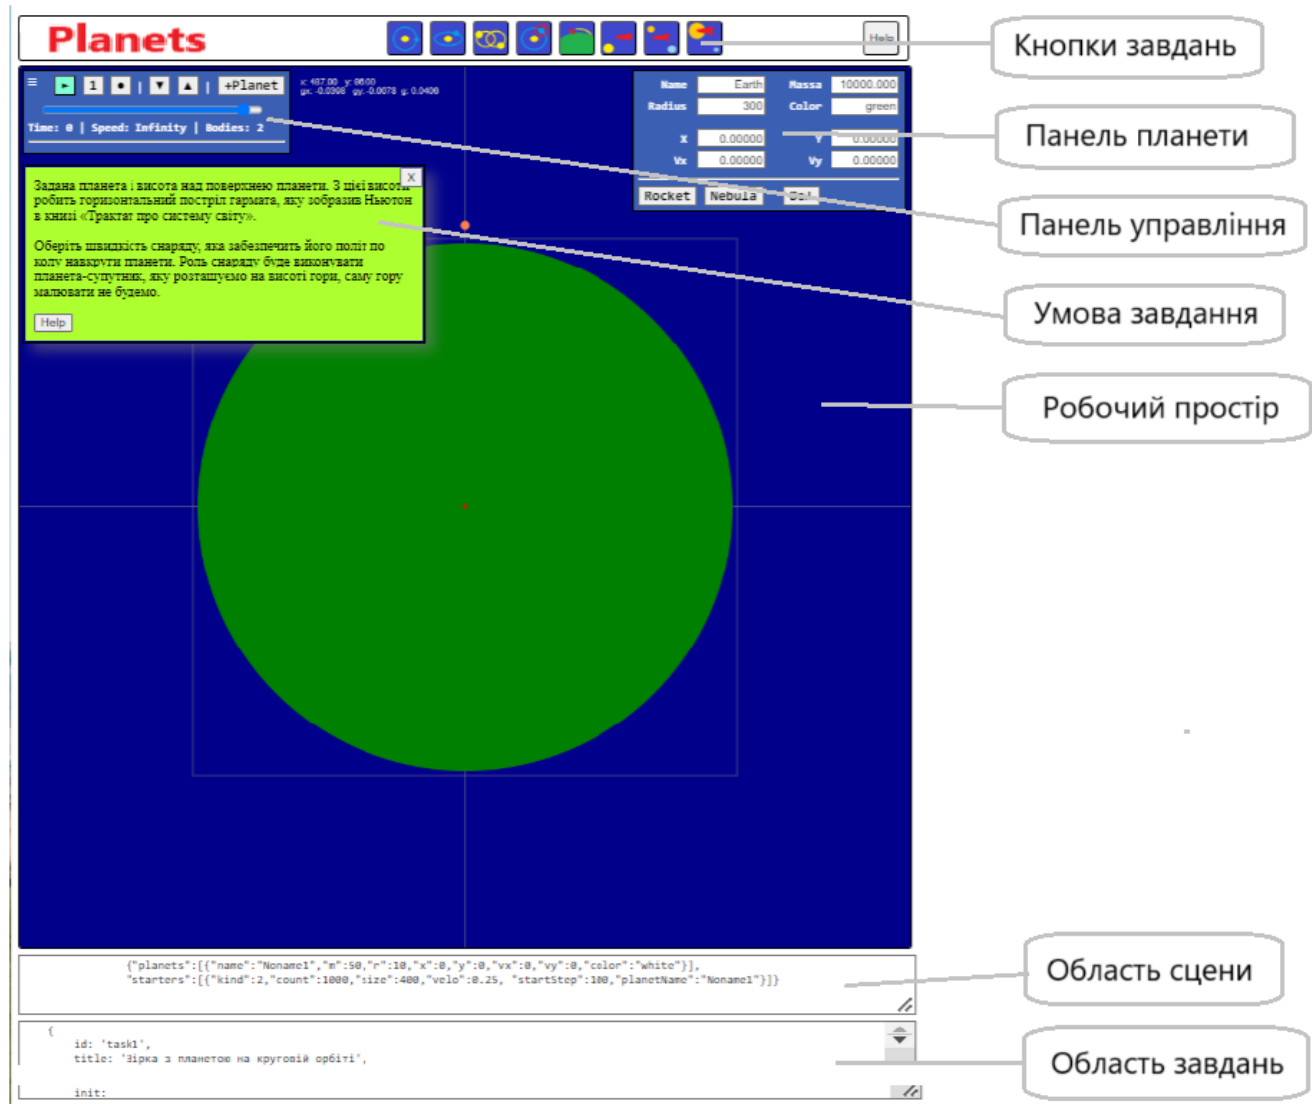 Planets
Help
Кнопки завдань
1
+Planet
Time: 0 | Speed: Infinity | Bodies: 2
x: 487.00 y: 96.00
gx: -0.0398 gy: -0.0078 g: 0.0406
Name Earth Massa 10000.000
Radius 300 Color green
X 0.00000 Y 0.00000
Vx 0.00000 Vy 0.00000
Rocket Nebula
Панель планети
Панель управління
X
Задана планета і висота над поверхнею планети. З цієї висоти
робить горизонтальний постріл гармата, яку зобразив Ньютон
в книзі «Трактат про систему світу».
Оберіть швидкість снаряду, яка забезпечить його політ по
колу навкруги планети. Роль снаряду буде виконувати
планета-супутник, яку розташуємо на висоті гори, саму гору
малювати не будемо.
Help
Умова завдання
Робочий простір
{"planets":[{"name":"Noname1","m":50,"r":10,"x":0,"y":0,"vx":0,"vy":0,"color":"white"}],
"starters":[{"kind":2,"count":1000,"size":400,"velo":0.25, "startStep":100,"planetName":"Noname1"}]}
Область сцени
{
id: 'task1',
title: 'Зірка з планетою на круговій орбіті',
init:
Область завдань